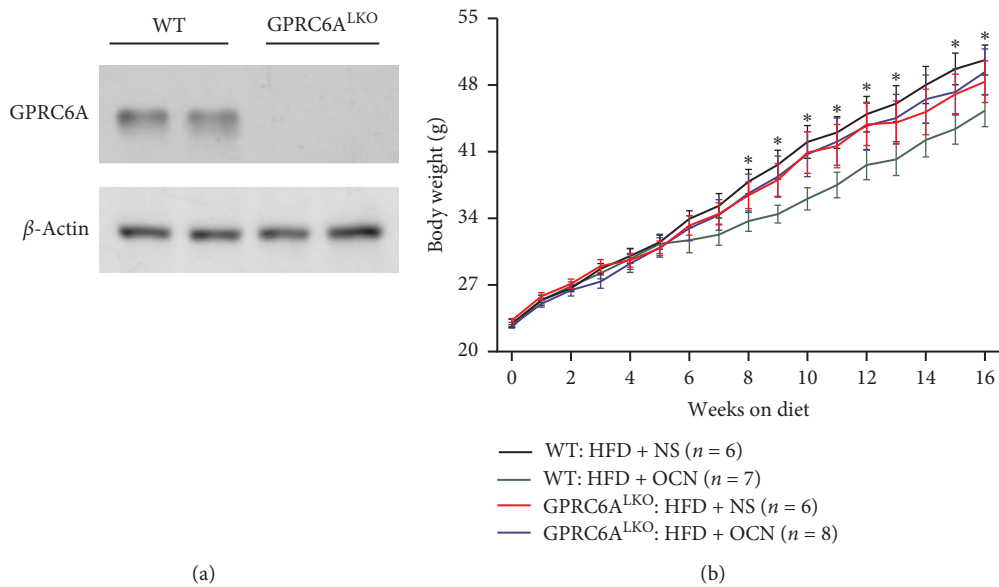 WT GPRC6A^LKO
GPRC6A
β-Actin
(a)
Body weight (g)
55
48
41
34
27
20
* * * * * * * *
0 2 4 6 8 10 12 14 16
Weeks on diet
WT: HFD + NS (n = 6)
WT: HFD + OCN (n = 7)
GPRC6A^LKO: HFD + NS (n = 6)
GPRC6A^LKO: HFD + OCN (n = 8)
(b)